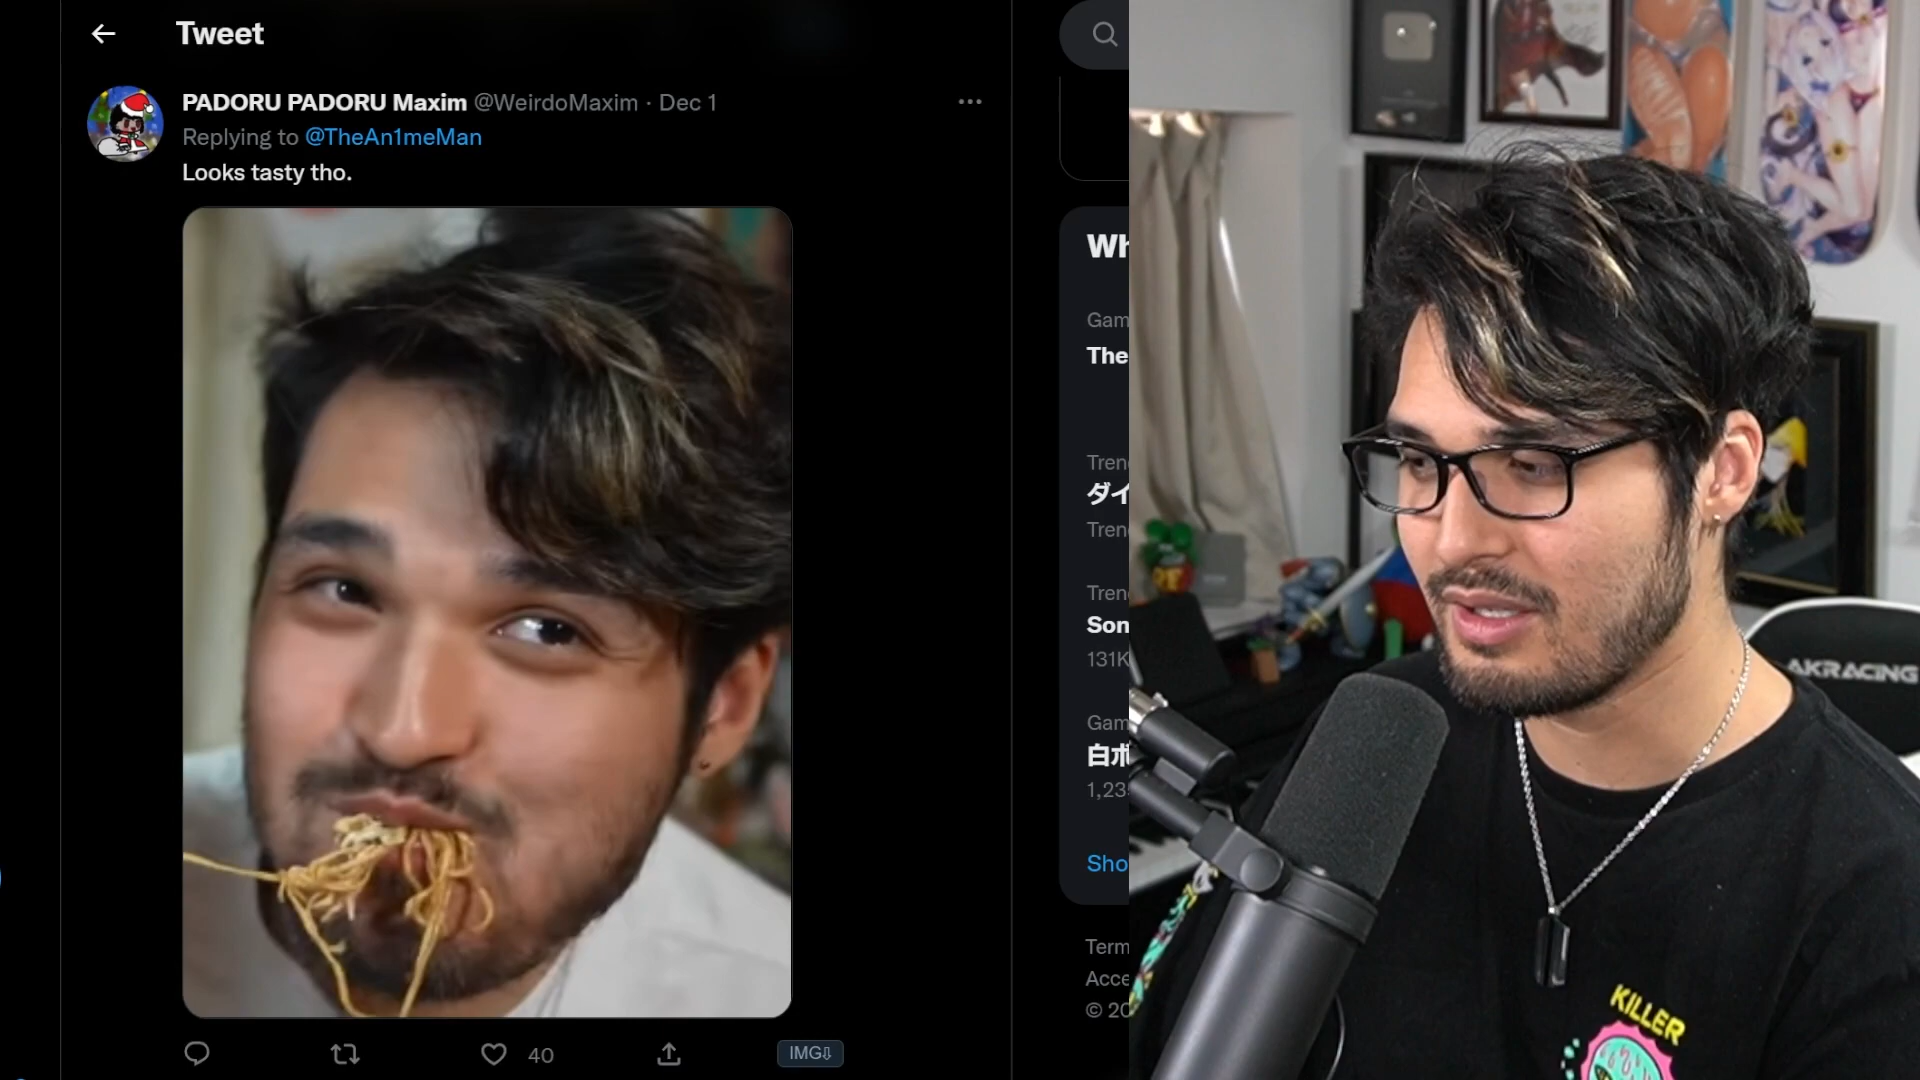 Tweet
PADORU PADORU Maxim @WeirdoMaxim · Dec 1
Replying to @TheAn1meMan
Looks tasty tho.
40
IMG
Wh
Gam
The
Tren
ダイ
Tren
Tren
Son
131K
Gam
白ポ
1,23
Sho
Term
Acce
© 20
AKRACING
KILLER